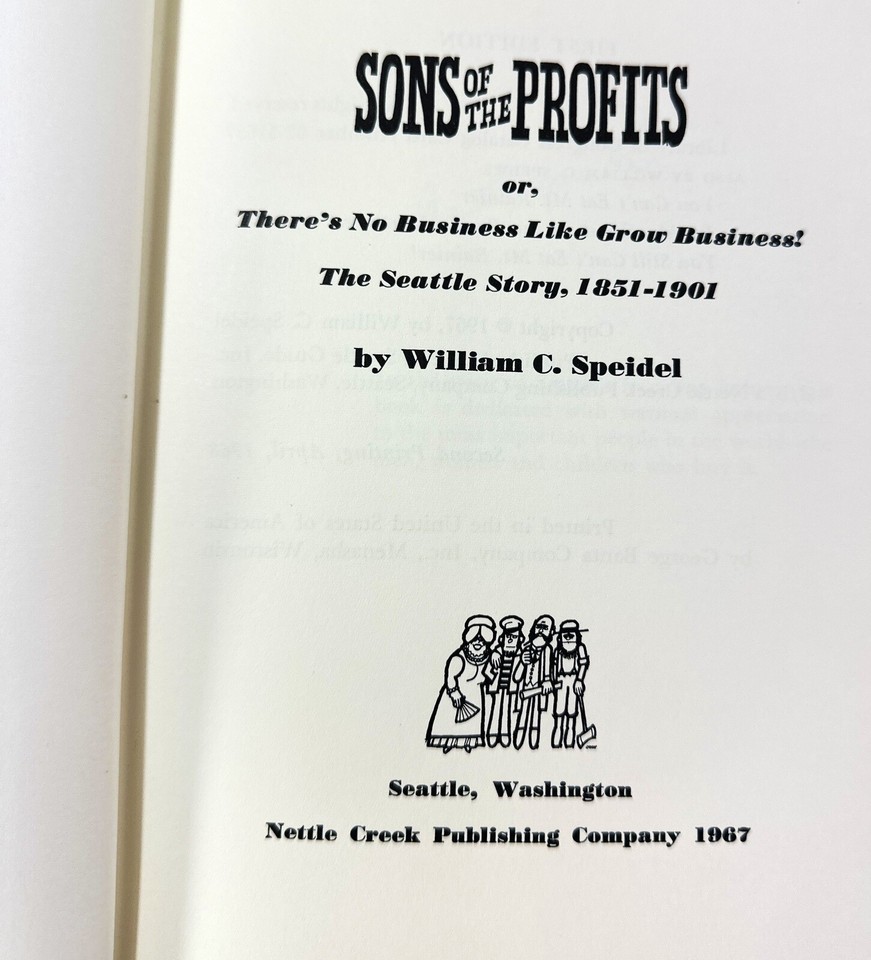 SONS OF THE PROFITS
or,
There's No Business Like Grow Business!
The Seattle Story, 1851-1901
by William C. Speidel
Seattle, Washington
Nettle Creek Publishing Company 1967